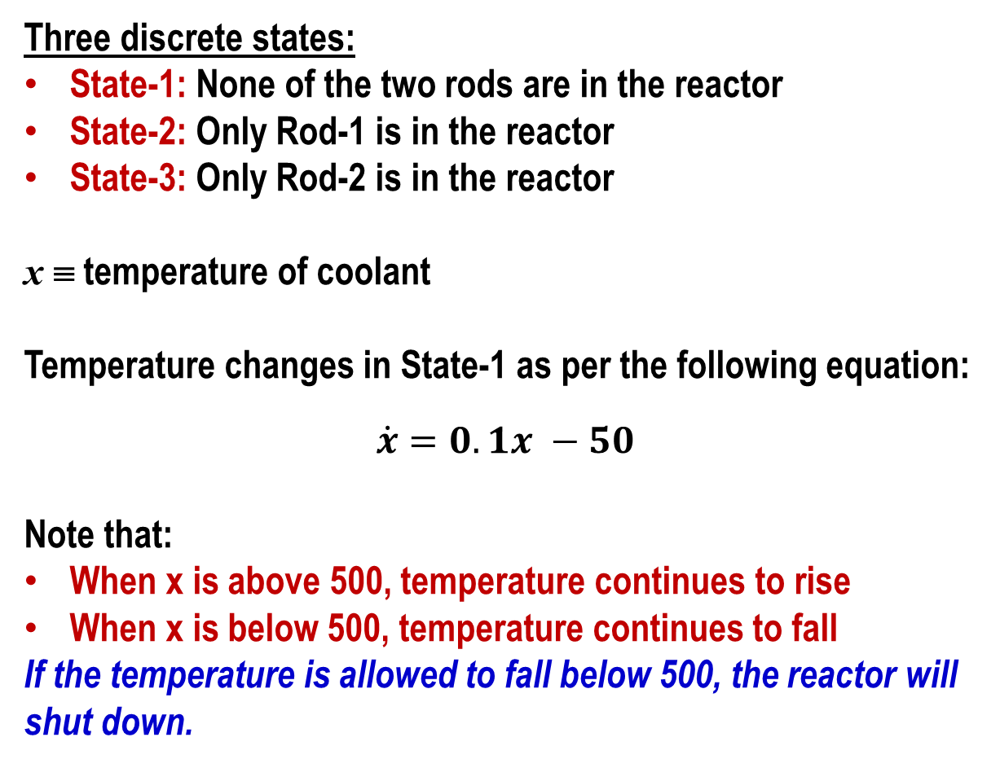 Three discrete states:
• State-1: None of the two rods are in the reactor
• State-2: Only Rod-1 is in the reactor
• State-3: Only Rod-2 is in the reactor
x ≡ temperature of coolant
Temperature changes in State-1 as per the following equation:
ẋ = 0.1x − 50
Note that:
• When x is above 500, temperature continues to rise
• When x is below 500, temperature continues to fall
If the temperature is allowed to fall below 500, the reactor will
shut down.